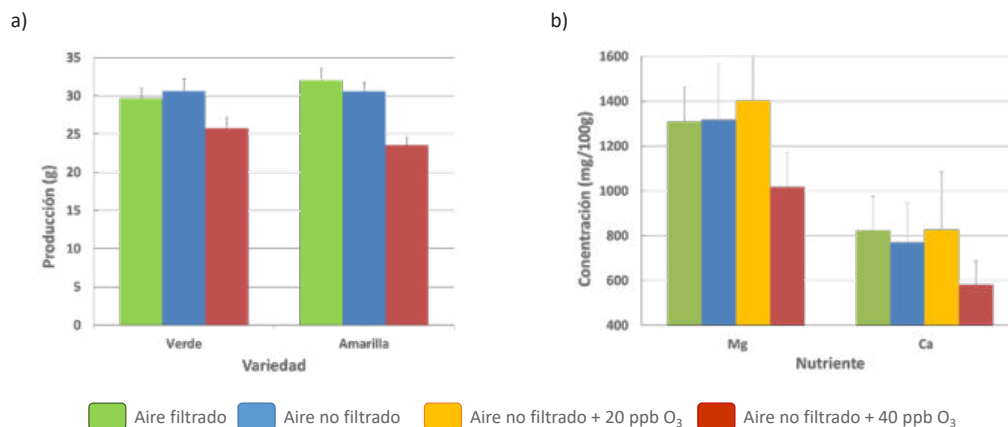 a)
35
30
25
20
15
10
5
0
Producción (g)
Verde
Amarilla
Variedad
b)
1600
1400
1200
1000
800
600
400
Conentración (mg/100g)
Mg
Ca
Nutriente
Aire filtrado
Aire no filtrado
Aire no filtrado + 20 ppb O₃
Aire no filtrado + 40 ppb O₃